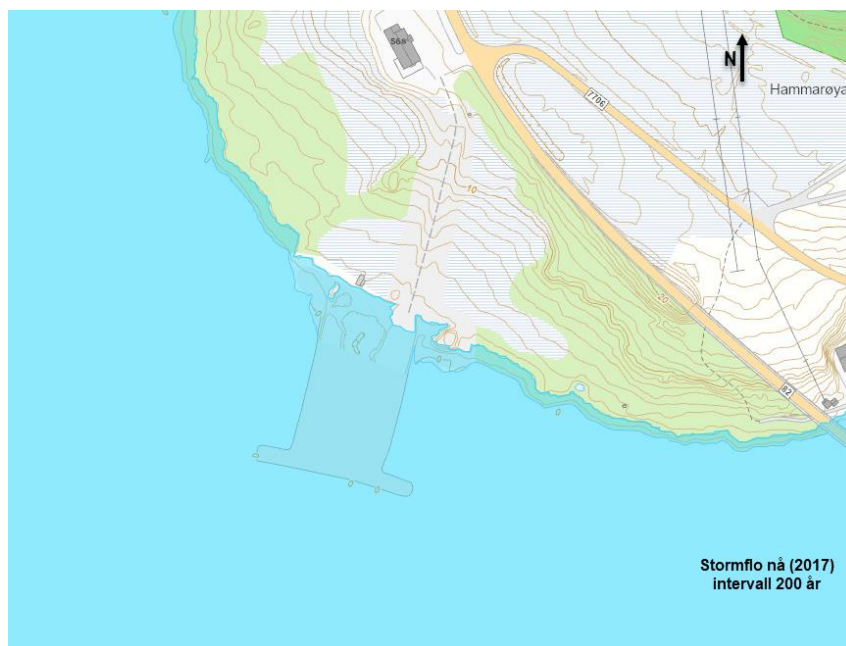 56a
N
7706
Hammarøya
10
20
82
Stormflo nå (2017)
intervall 200 år